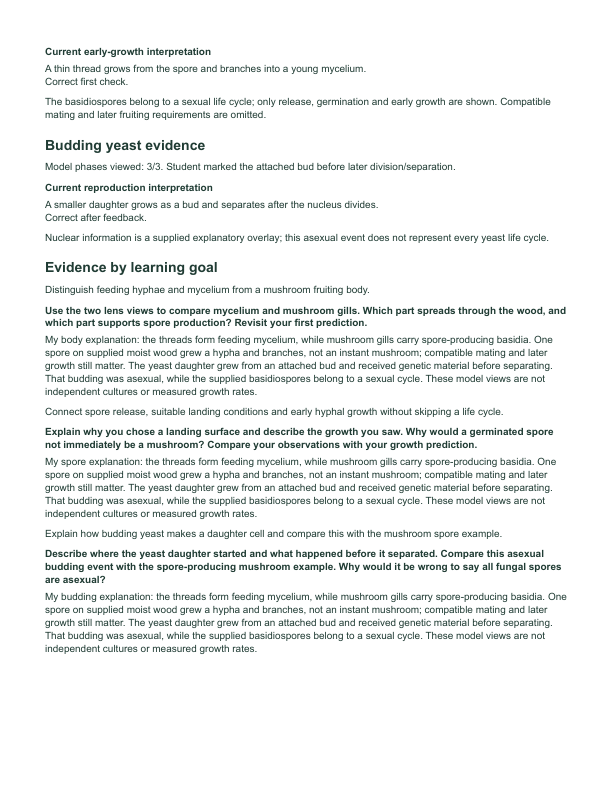 Current early-growth interpretation
A thin thread grows from the spore and branches into a young mycelium.
Correct first check.
The basidiospores belong to a sexual life cycle; only release, germination and early growth are shown. Compatible
mating and later fruiting requirements are omitted.
Budding yeast evidence
Model phases viewed: 3/3. Student marked the attached bud before later division/separation.
Current reproduction interpretation
A smaller daughter grows as a bud and separates after the nucleus divides.
Correct after feedback.
Nuclear information is a supplied explanatory overlay; this asexual event does not represent every yeast life cycle.
Evidence by learning goal
Distinguish feeding hyphae and mycelium from a mushroom fruiting body.
Use the two lens views to compare mycelium and mushroom gills. Which part spreads through the wood, and
which part supports spore production? Revisit your first prediction.
My body explanation: the threads form feeding mycelium, while mushroom gills carry spore-producing basidia. One
spore on supplied moist wood grew a hypha and branches, not an instant mushroom; compatible mating and later
growth still matter. The yeast daughter grew from an attached bud and received genetic material before separating.
That budding was asexual, while the supplied basidiospores belong to a sexual cycle. These model views are not
independent cultures or measured growth rates.
Connect spore release, suitable landing conditions and early hyphal growth without skipping a life cycle.
Explain why you chose a landing surface and describe the growth you saw. Why would a germinated spore
not immediately be a mushroom? Compare your observations with your growth prediction.
My spore explanation: the threads form feeding mycelium, while mushroom gills carry spore-producing basidia. One
spore on supplied moist wood grew a hypha and branches, not an instant mushroom; compatible mating and later
growth still matter. The yeast daughter grew from an attached bud and received genetic material before separating.
That budding was asexual, while the supplied basidiospores belong to a sexual cycle. These model views are not
independent cultures or measured growth rates.
Explain how budding yeast makes a daughter cell and compare this with the mushroom spore example.
Describe where the yeast daughter started and what happened before it separated. Compare this asexual
budding event with the spore-producing mushroom example. Why would it be wrong to say all fungal spores
are asexual?
My budding explanation: the threads form feeding mycelium, while mushroom gills carry spore-producing basidia. One
spore on supplied moist wood grew a hypha and branches, not an instant mushroom; compatible mating and later
growth still matter. The yeast daughter grew from an attached bud and received genetic material before separating.
That budding was asexual, while the supplied basidiospores belong to a sexual cycle. These model views are not
independent cultures or measured growth rates.